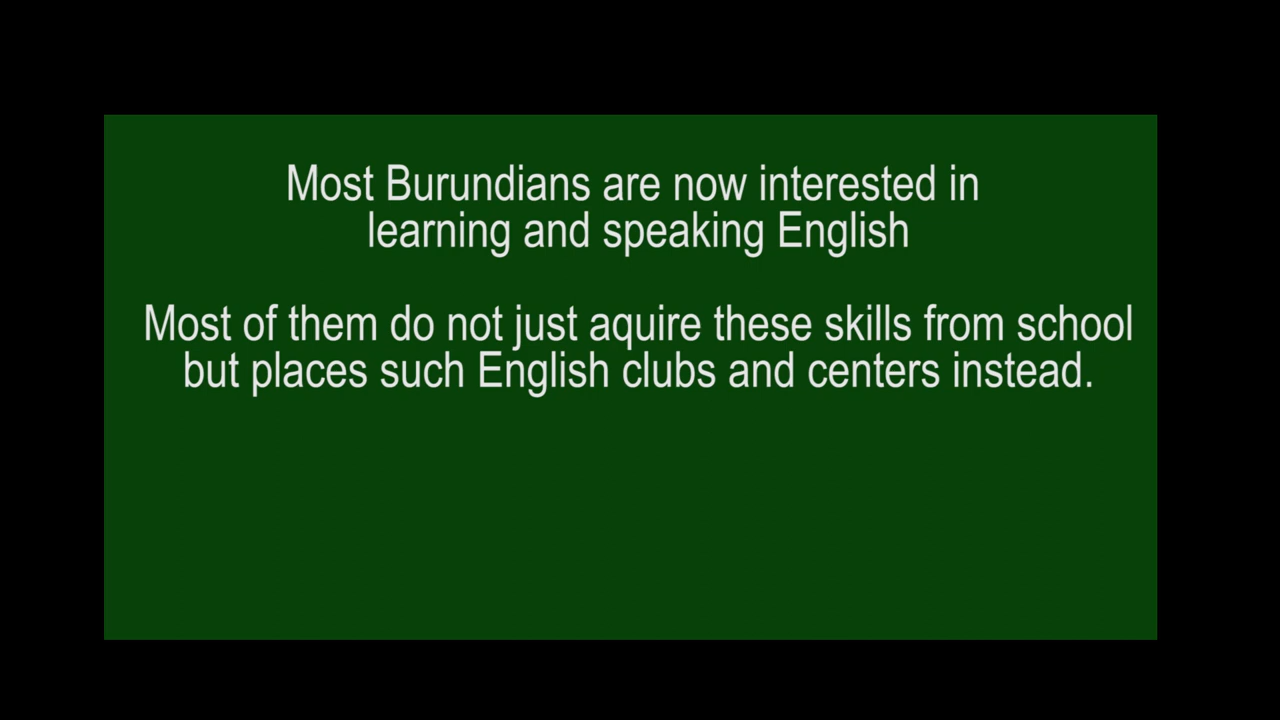 Most Burundians are now interested in
learning and speaking English
Most of them do not just aquire these skills from school
but places such English clubs and centers instead.